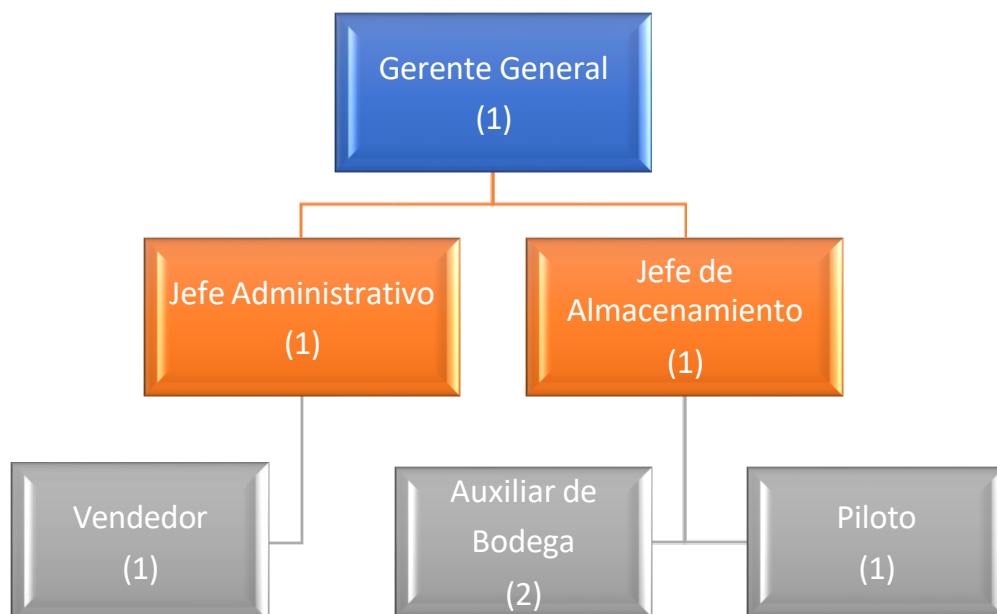 Gerente General
(1)
Jefe Administrativo
(1)
Jefe de
Almacenamiento
(1)
Vendedor
(1)
Auxiliar de
Bodega
(2)
Piloto
(1)